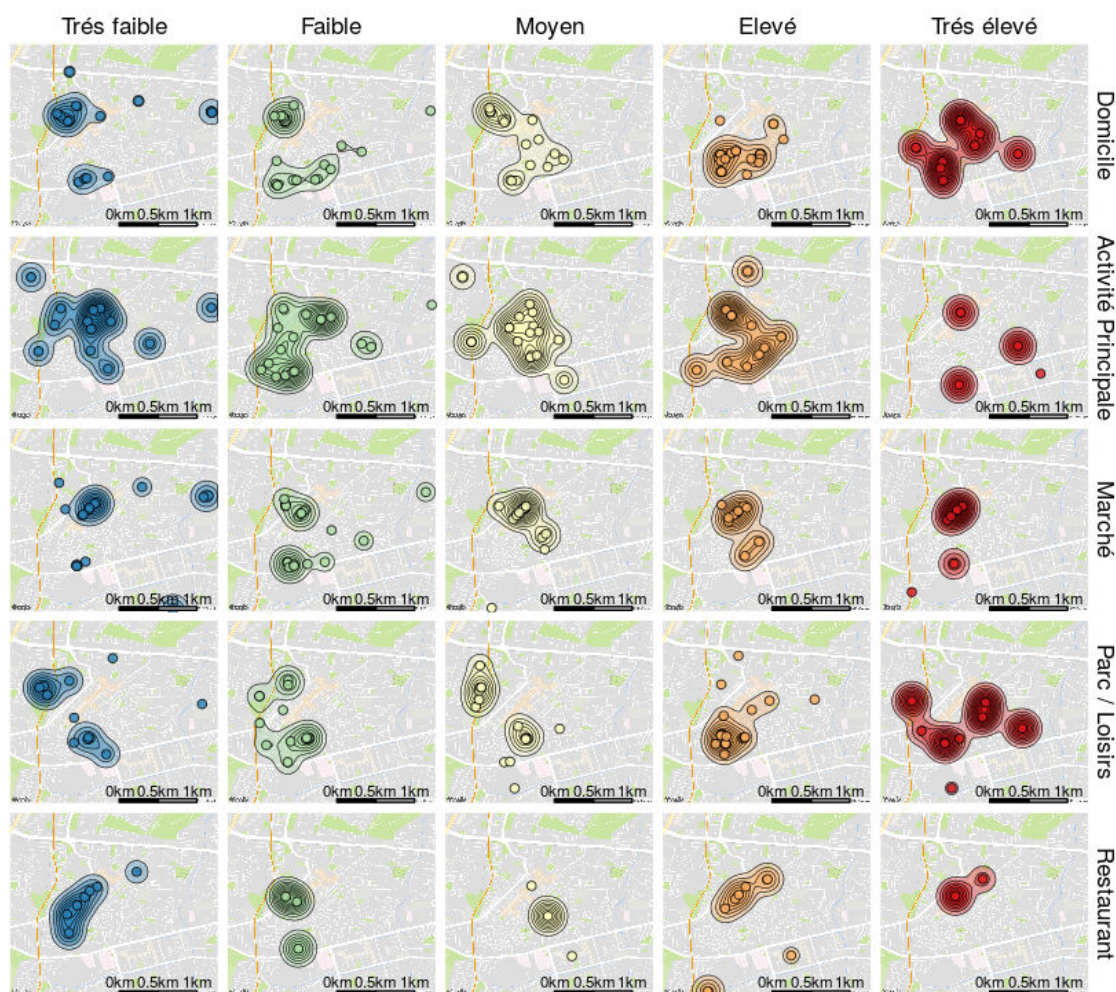 Trés faible Faible Moyen Elevé Trés élevé
Domicile
0km 0.5km 1km 0km 0.5km 1km 0km 0.5km 1km 0km 0.5km 1km 0km 0.5km 1km
Activité Principale
0km 0.5km 1km 0km 0.5km 1km 0km 0.5km 1km 0km 0.5km 1km 0km 0.5km 1km
Marché
0km 0.5km 1km 0km 0.5km 1km 0km 0.5km 1km 0km 0.5km 1km 0km 0.5km 1km
Parc / Loisirs
0km 0.5km 1km 0km 0.5km 1km 0km 0.5km 1km 0km 0.5km 1km 0km 0.5km 1km
Restaurant
0km 0.5km 1km 0km 0.5km 1km 0km 0.5km 1km 0km 0.5km 1km 0km 0.5km 1km